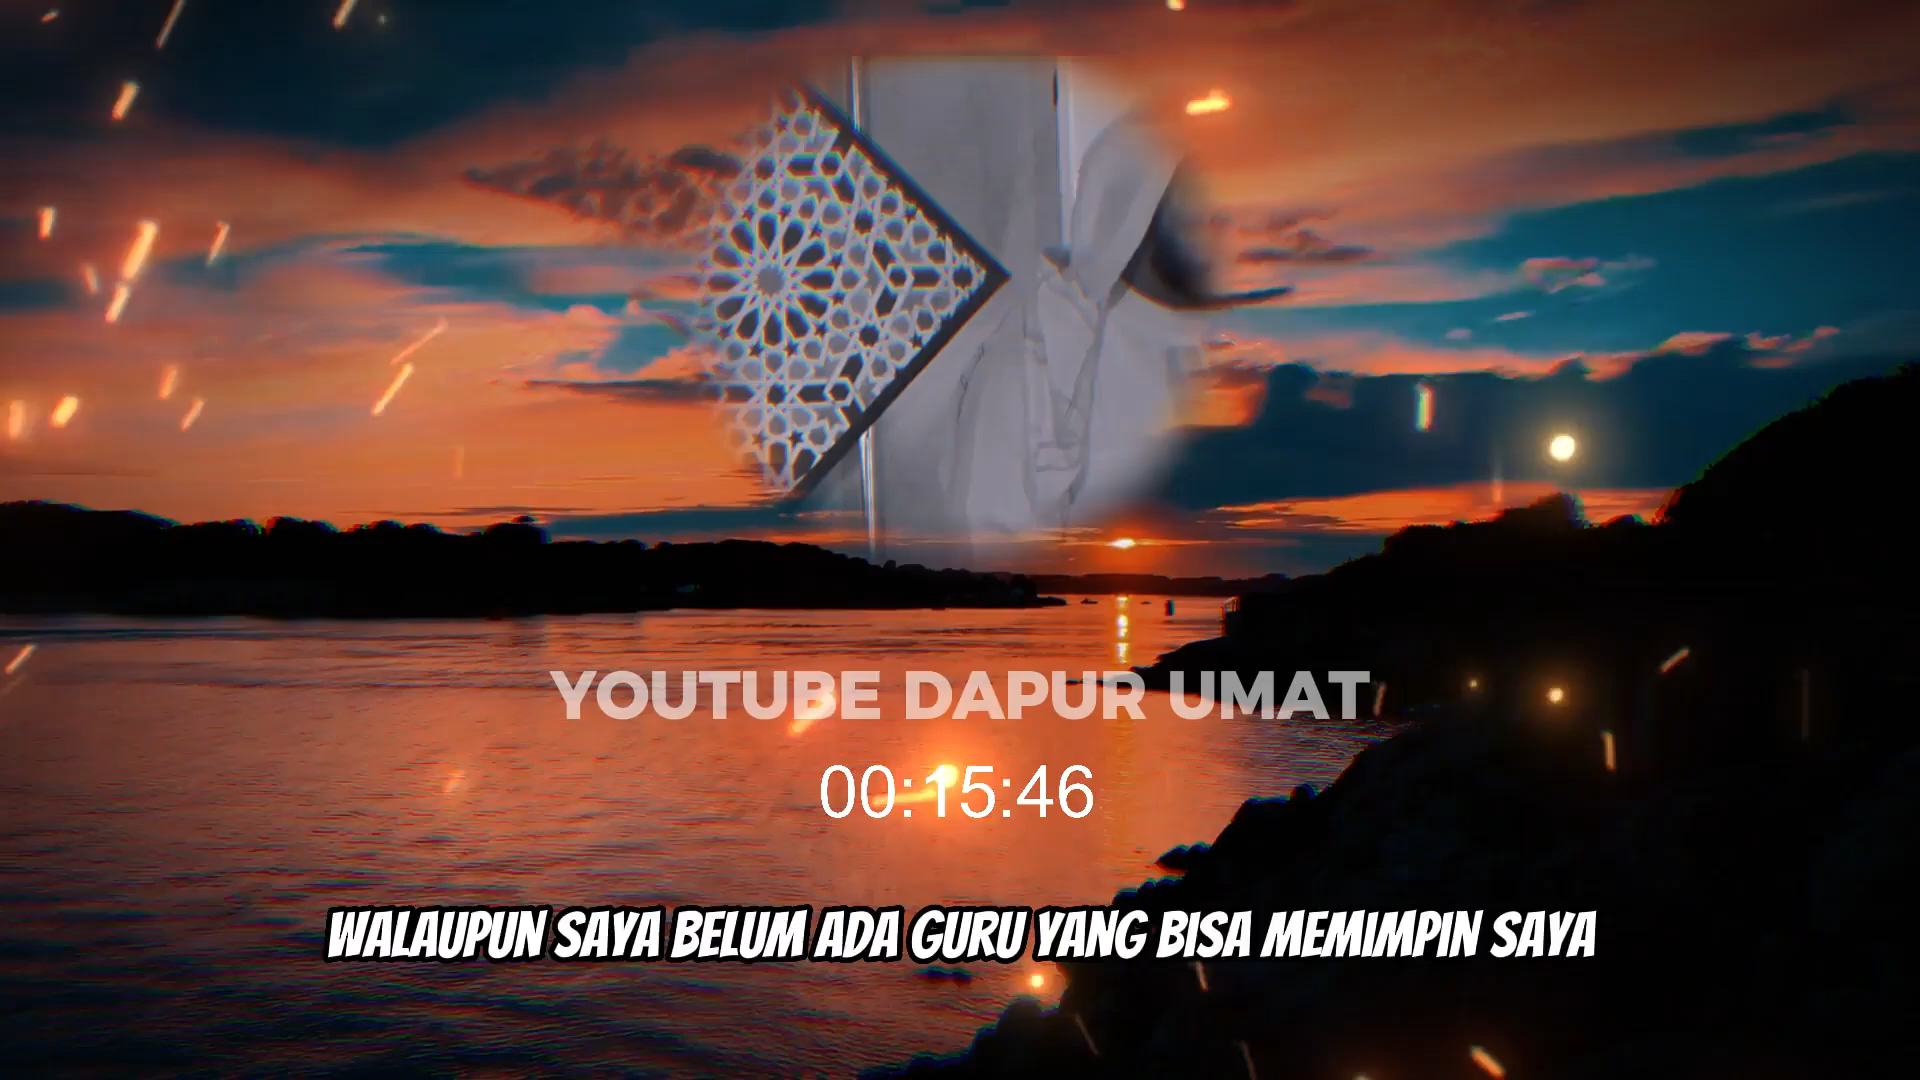 YOUTUBE DAPUR UMAT
00:15:46
WALAUPUN SAYA BELUM ADA GURU YANG BISA MEMIMPIN SAYA